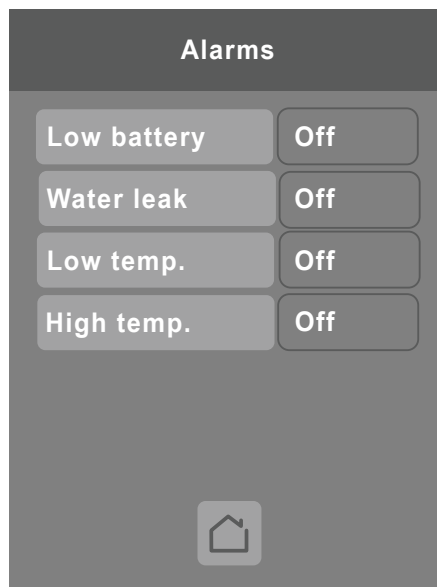 Alarms
Low battery Off
Water leak Off
Low temp. Off
High temp. Off